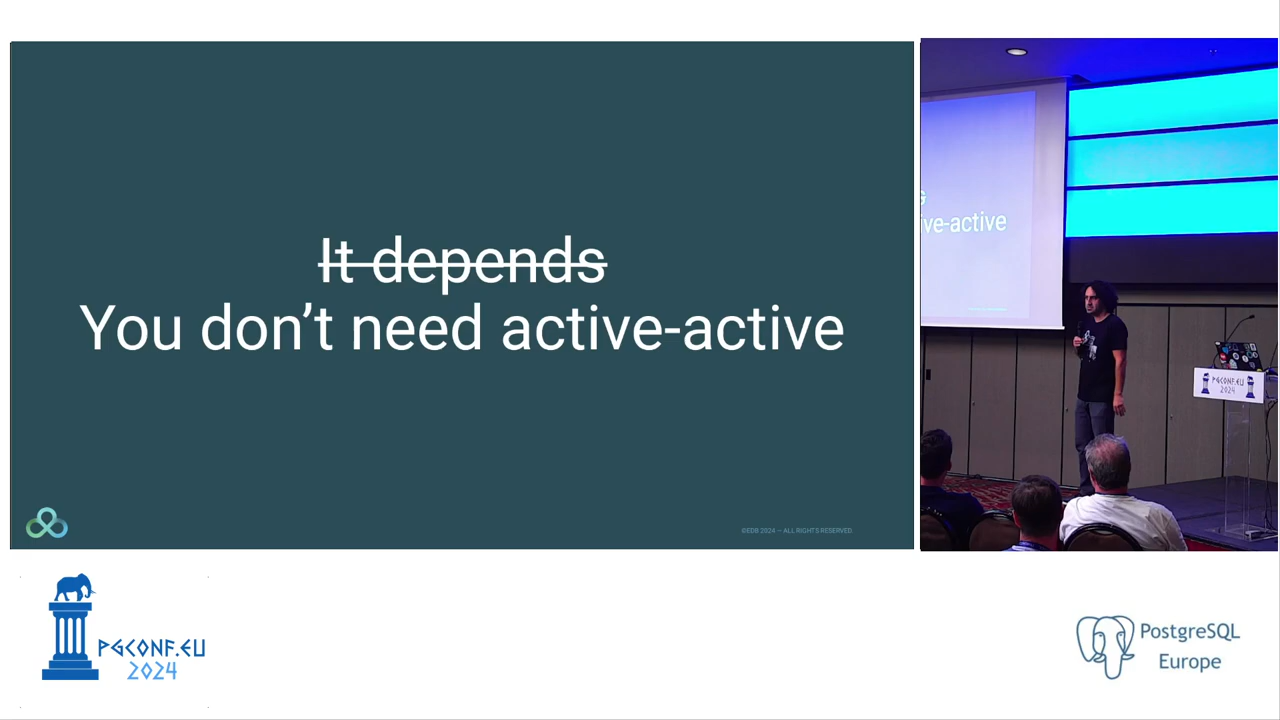 It depends
You don't need active-active
©EDB 2024 — ALL RIGHTS RESERVED.
ive-active
PGCONF.EU
2024
PGCONF.EU
2024
PostgreSQL
Europe